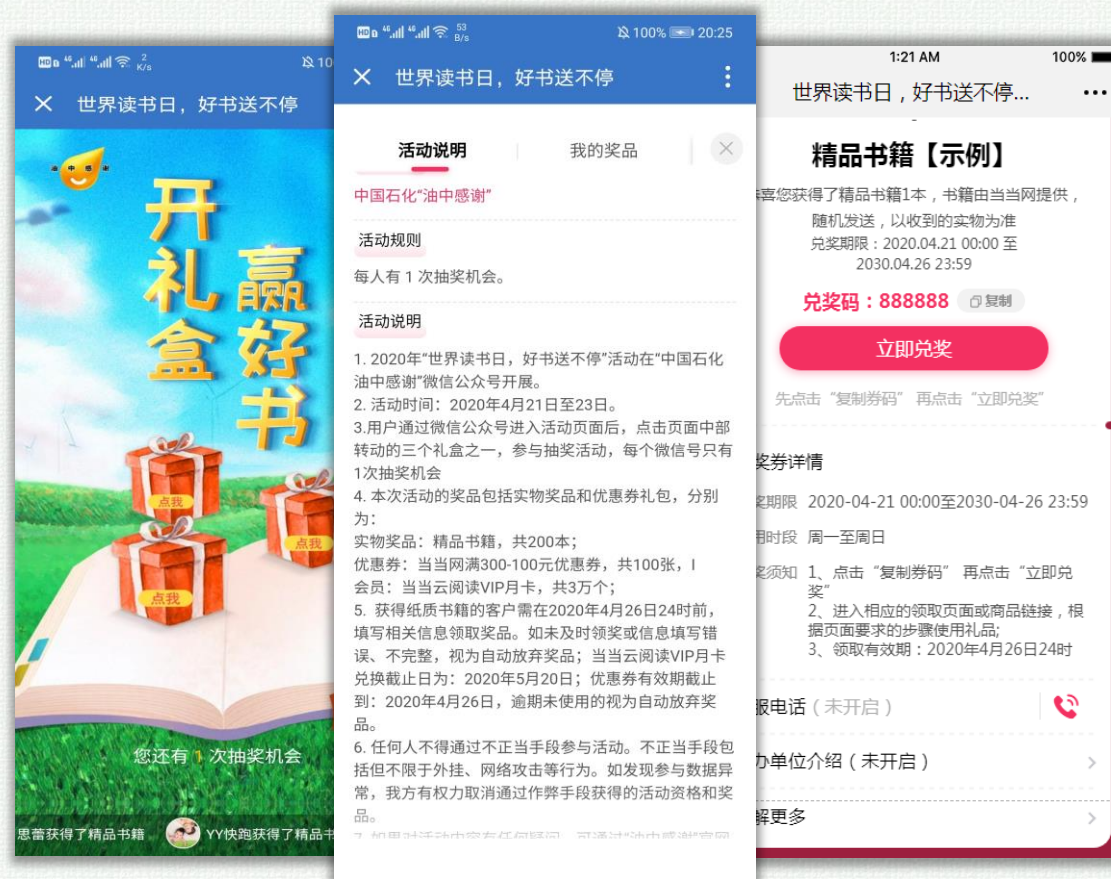 2
K/s
世界读书日，好书送不停
油中感谢
开礼盒
赢好书
点我
点我
点我
您还有 1 次抽奖机会
思蕾获得了精品书籍
YY快跑获得了精品
53
B/s
100%
20:25
世界读书日，好书送不停
活动说明
我的奖品
中国石化“油中感谢”
活动规则
每人有 1 次抽奖机会。
活动说明
1. 2020年“世界读书日，好书送不停”活动在“中国石化
油中感谢”微信公众号开展。
2. 活动时间：2020年4月21日至23日。
3.用户通过微信公众号进入活动页面后，点击页面中部
转动的三个礼盒之一，参与抽奖活动，每个微信号只有
1次抽奖机会
4. 本次活动的奖品包括实物奖品和优惠券礼包，分别
为：
实物奖品：精品书籍，共200本；
优惠券：当当网满300-100元优惠券，共100张，I
会员：当当云阅读VIP月卡，共3万个；
5. 获得纸质书籍的客户需在2020年4月26日24时前，
填写相关信息领取奖品。如未及时领奖或信息填写错
误、不完整，视为自动放弃奖品；当当云阅读VIP月卡
兑换截止日为：2020年5月20日；优惠券有效期截止
到：2020年4月26日，逾期未使用的视为自动放弃奖
品。
6. 任何人不得通过不正当手段参与活动。不正当手段包
括但不限于外挂、网络攻击等行为。如发现参与数据异
常，我方有权力取消通过作弊手段获得的活动资格和奖
品。
7. 如果对活动内容有任何疑问，可通过“油中感谢”官网
1:21 AM
100%
世界读书日，好书送不停...
精品书籍【示例】
喜您获得了精品书籍1本，书籍由当当网提供，
随机发送，以收到的实物为准
兑奖期限：2020.04.21 00:00 至
2030.04.26 23:59
兑奖码：888888
复制
立即兑奖
先点击“复制券码” 再点击“立即兑奖”
奖券详情
奖期限 2020-04-21 00:00至2030-04-26 23:59
用时段 周一至周日
奖须知 1、点击“复制券码” 再点击“立即兑
奖”
2、进入相应的领取页面或商品链接，根
据页面要求的步骤使用礼品;
3、领取有效期：2020年4月26日24时
服电话（未开启）
办单位介绍（未开启）
解更多